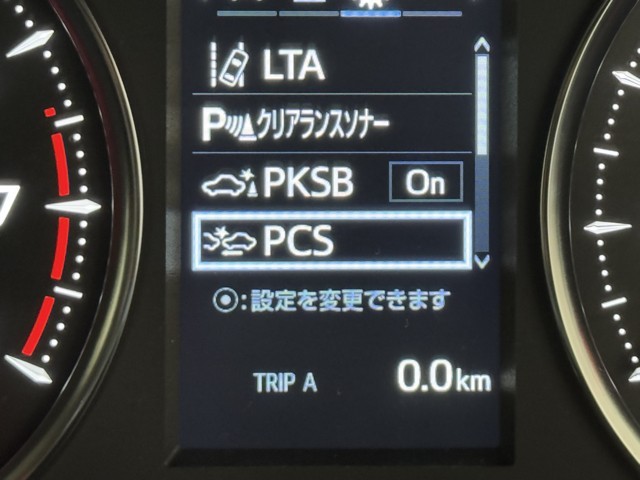 LTA
Pクリアランスソナー
PKSB On
PCS
◎:設定を変更できます
TRIP A 0.0km